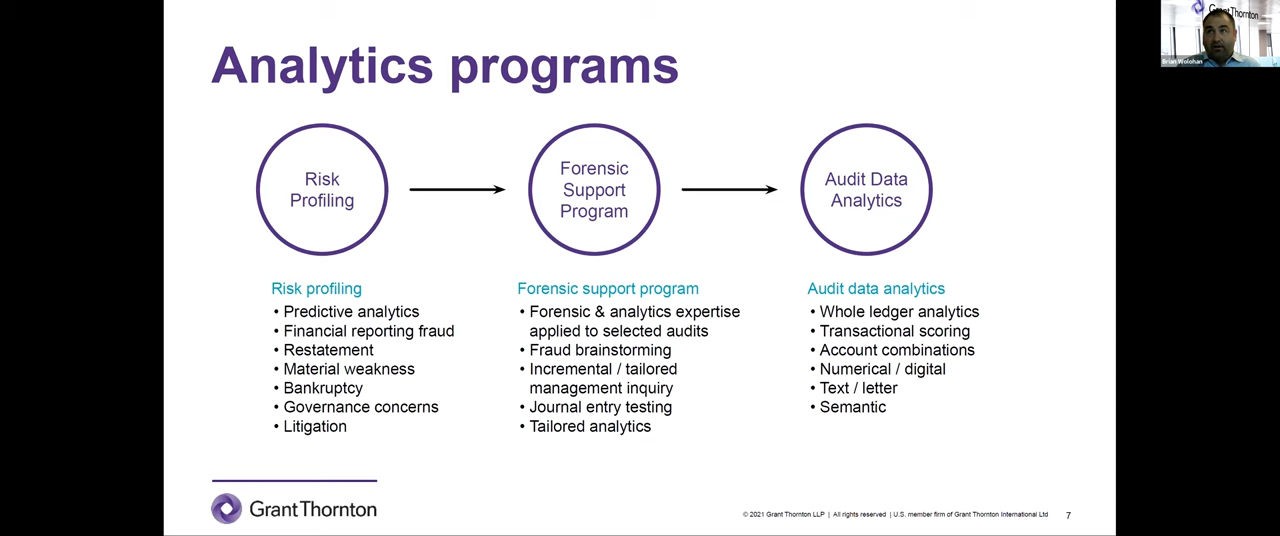 Analytics programs
Risk
Profiling
Forensic
Support
Program
Audit Data
Analytics
Risk profiling
• Predictive analytics
• Financial reporting fraud
• Restatement
• Material weakness
• Bankruptcy
• Governance concerns
• Litigation
Forensic support program
• Forensic & analytics expertise
applied to selected audits
• Fraud brainstorming
• Incremental / tailored
management inquiry
• Journal entry testing
• Tailored analytics
Audit data analytics
• Whole ledger analytics
• Transactional scoring
• Account combinations
• Numerical / digital
• Text / letter
• Semantic
Grant Thornton
© 2021 Grant Thornton LLP | All rights reserved | U.S. member firm of Grant Thornton International Ltd
7
Grant Thornton
Brian Wolohan